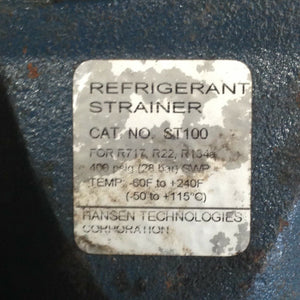 REFRIGERANT
STRAINER
CAT. NO. ST100
FOR R717, R22, R134a
400 psig (28 bar) SWP
TEMP: -60F to +240F
(-50 to +115°C)
HANSEN TECHNOLOGIES
CORPORATION